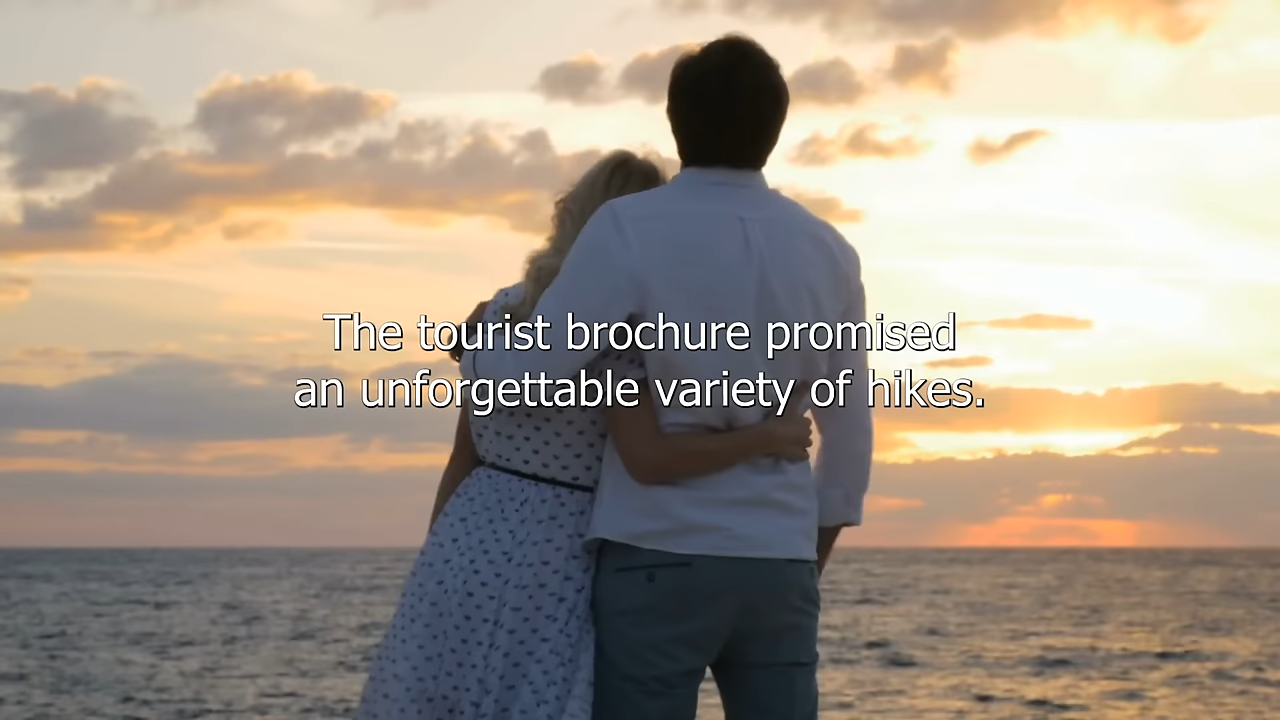 The tourist brochure promised
an unforgettable variety of hikes.